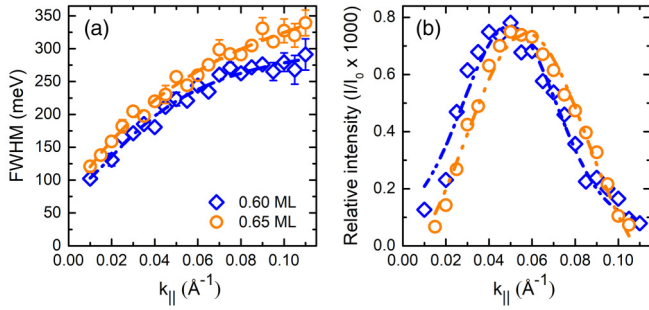 (a)
FWHM (meV)
350
300
250
200
150
100
50
0
0.00 0.02 0.04 0.06 0.08 0.10
k|| (Å⁻¹)
0.60 ML
0.65 ML
(b)
Relative intensity (I/I₀ x 1000)
0.8
0.6
0.4
0.2
0.0
0.00 0.02 0.04 0.06 0.08 0.10
k|| (Å⁻¹)